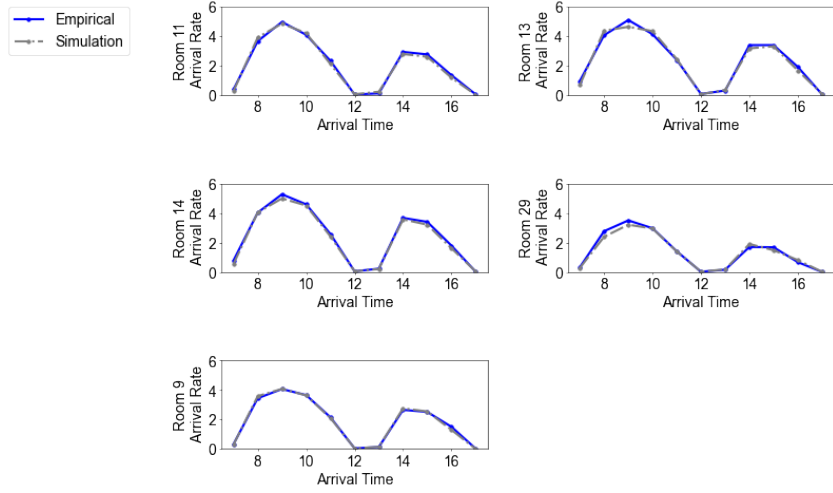 Empirical
Simulation
Room 11
Arrival Rate
6
4
2
0
8 10 12 14 16
Arrival Time
Room 13
Arrival Rate
6
4
2
0
8 10 12 14 16
Arrival Time
Room 14
Arrival Rate
6
4
2
0
8 10 12 14 16
Arrival Time
Room 29
Arrival Rate
6
4
2
0
8 10 12 14 16
Arrival Time
Room 9
Arrival Rate
6
4
2
0
8 10 12 14 16
Arrival Time